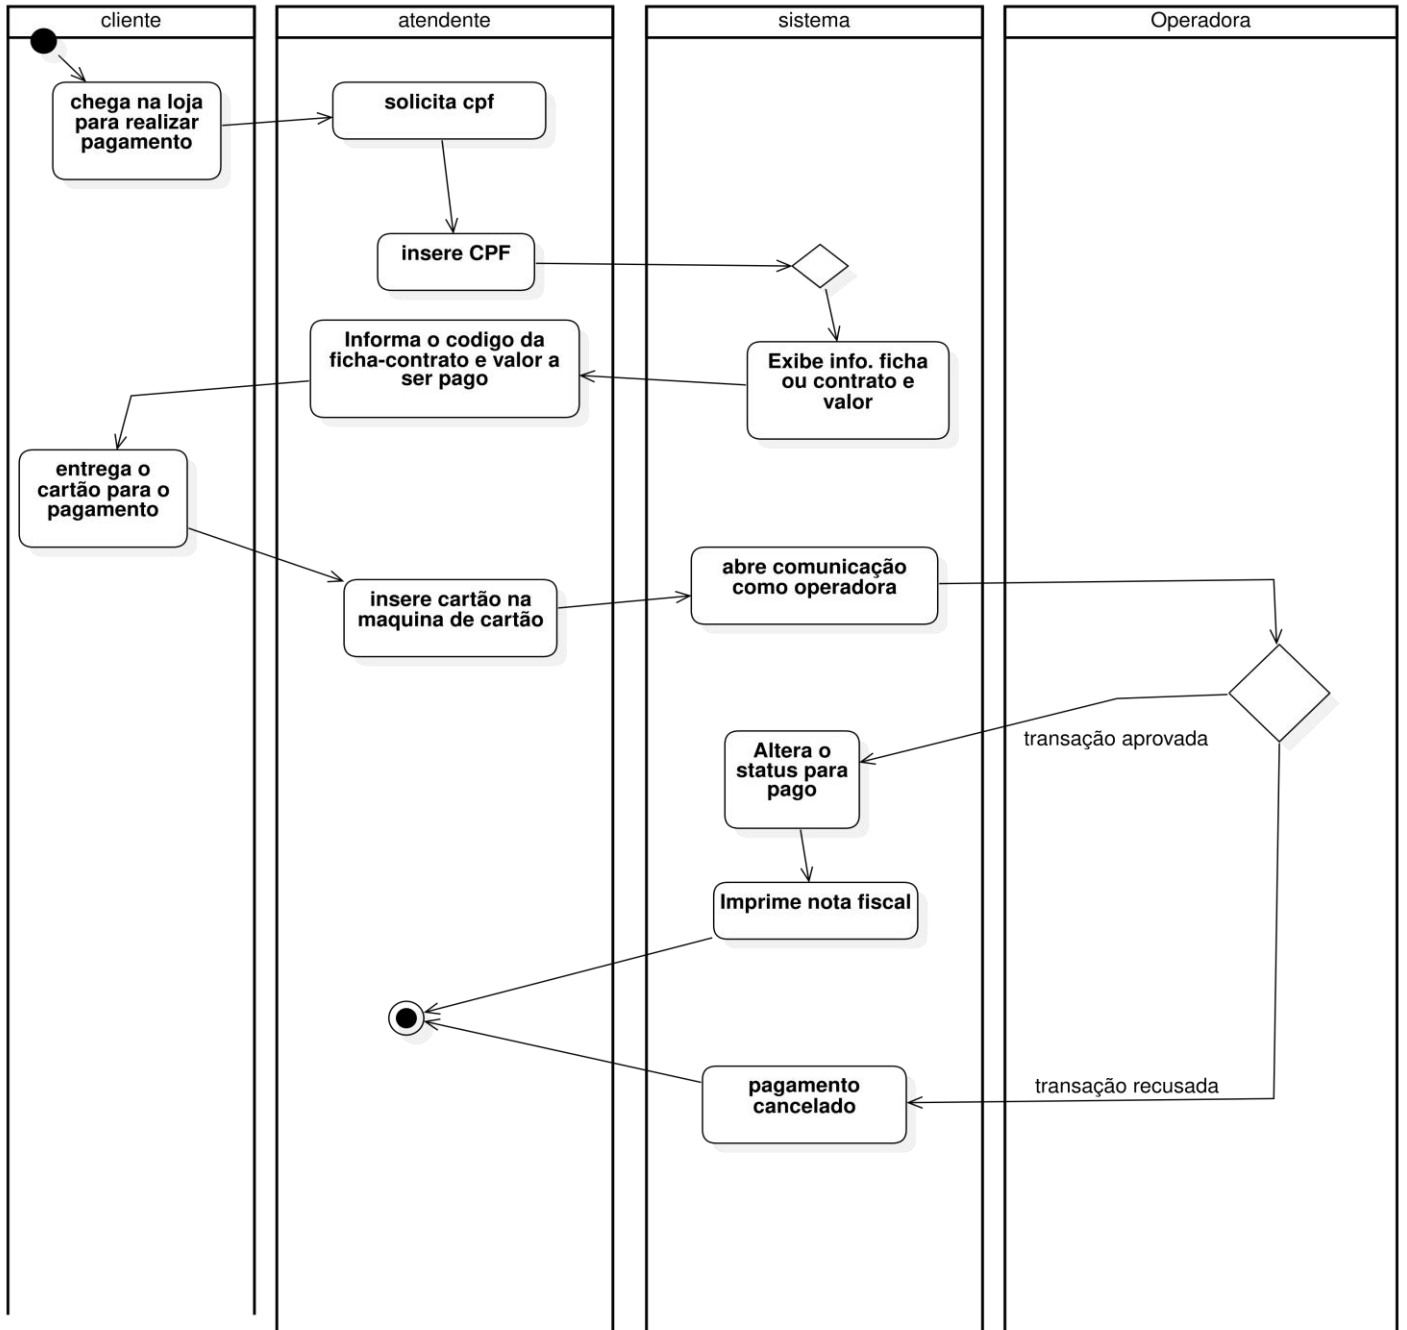 cliente
atendente
sistema
Operadora
chega na loja
para realizar
pagamento
solicita cpf
insere CPF
Informa o codigo da
ficha-contrato e valor a
ser pago
Exibe info. ficha
ou contrato e
valor
entrega o
cartão para o
pagamento
insere cartão na
maquina de cartão
abre comunicação
como operadora
transação aprovada
Altera o
status para
pago
Imprime nota fiscal
transação recusada
pagamento
cancelado